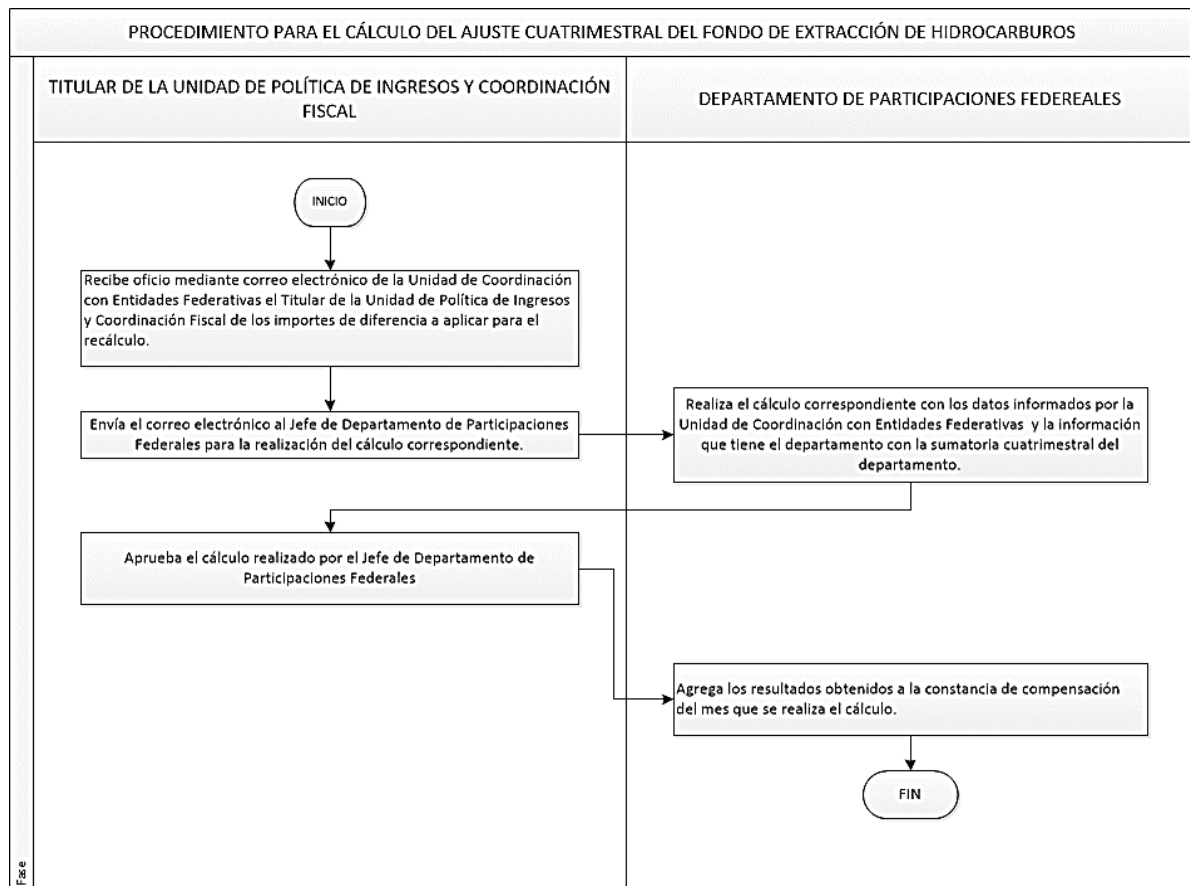 PROCEDIMIENTO PARA EL CÁLCULO DEL AJUSTE CUATRIMESTRAL DEL FONDO DE EXTRACCIÓN DE HIDROCARBUROS
TITULAR DE LA UNIDAD DE POLÍTICA DE INGRESOS Y COORDINACIÓN
FISCAL
DEPARTAMENTO DE PARTICIPACIONES FEDEREALES
INICIO
Recibe oficio mediante correo electrónico de la Unidad de Coordinación
con Entidades Federativas el Titular de la Unidad de Política de Ingresos
y Coordinación Fiscal de los importes de diferencia a aplicar para el
recálculo.
Envía el correo electrónico al Jefe de Departamento de Participaciones
Federales para la realización del cálculo correspondiente.
Realiza el cálculo correspondiente con los datos informados por la
Unidad de Coordinación con Entidades Federativas y la información
que tiene el departamento con la sumatoria cuatrimestral del
departamento.
Aprueba el cálculo realizado por el Jefe de Departamento de
Participaciones Federales
Agrega los resultados obtenidos a la constancia de compensación
del mes que se realiza el cálculo.
FIN
Fase